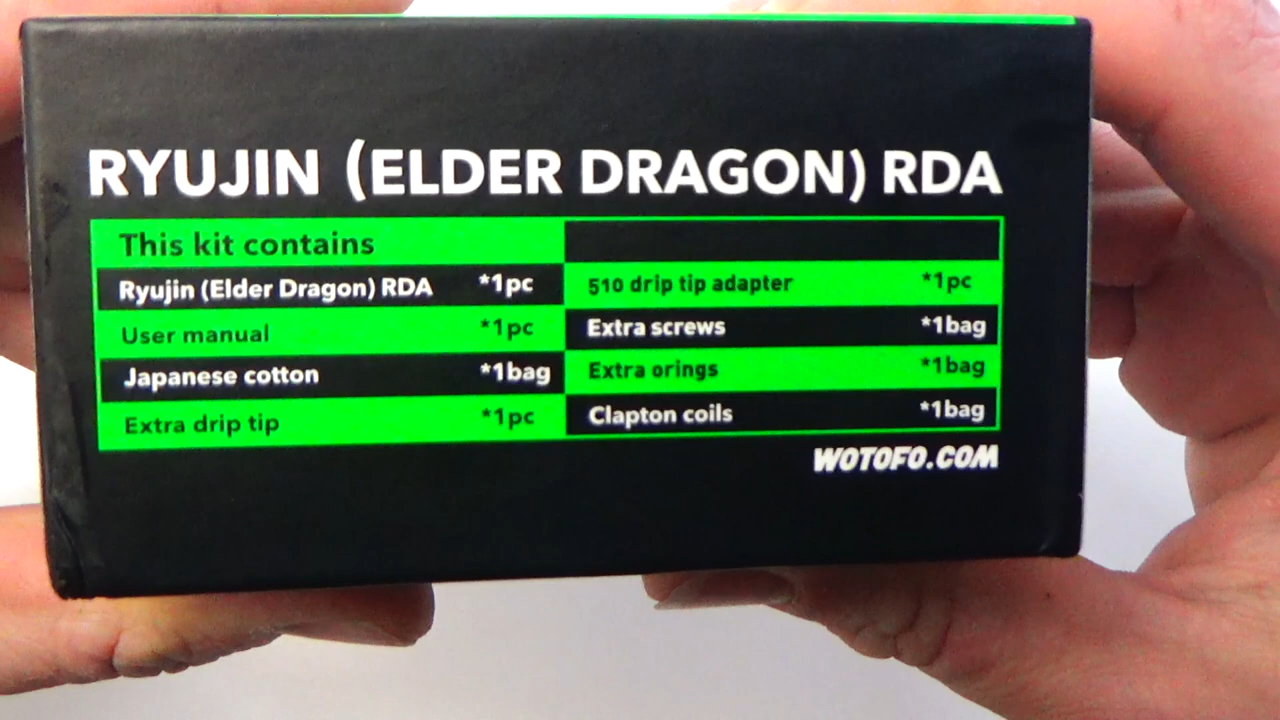 RYUJIN (ELDER DRAGON) RDA
This kit contains
Ryujin (Elder Dragon) RDA *1pc
User manual *1pc
Japanese cotton *1bag
Extra drip tip *1pc
510 drip tip adapter *1pc
Extra screws *1bag
Extra orings *1bag
Clapton coils *1bag
WOTOFO.COM